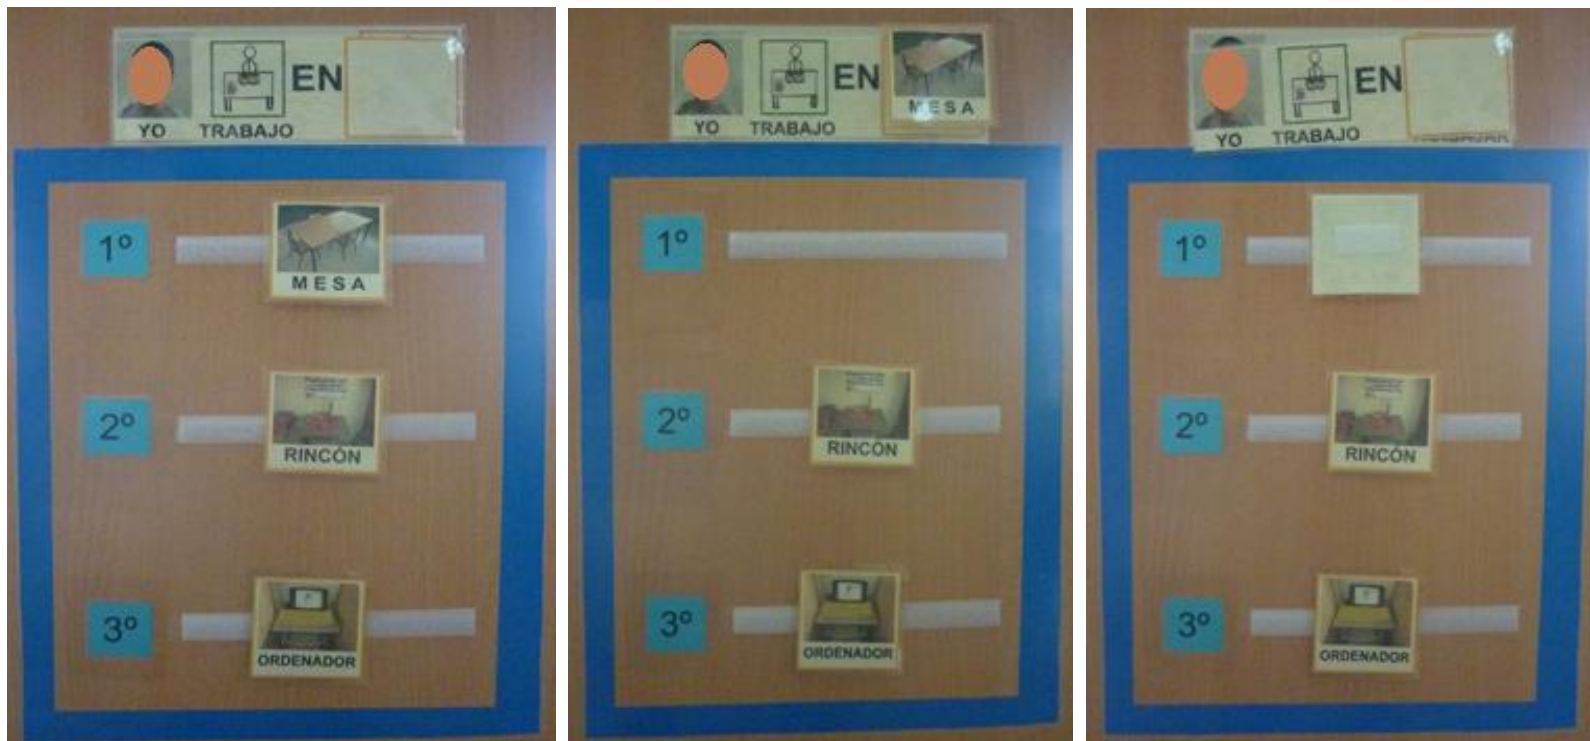 EN
YO TRABAJO
1º
MESA
2º
RINCÓN
3º
ORDENADOR
EN
MESA
YO TRABAJO
1º
2º
RINCÓN
3º
ORDENADOR
EN
YO TRABAJO
1º
2º
RINCÓN
3º
ORDENADOR